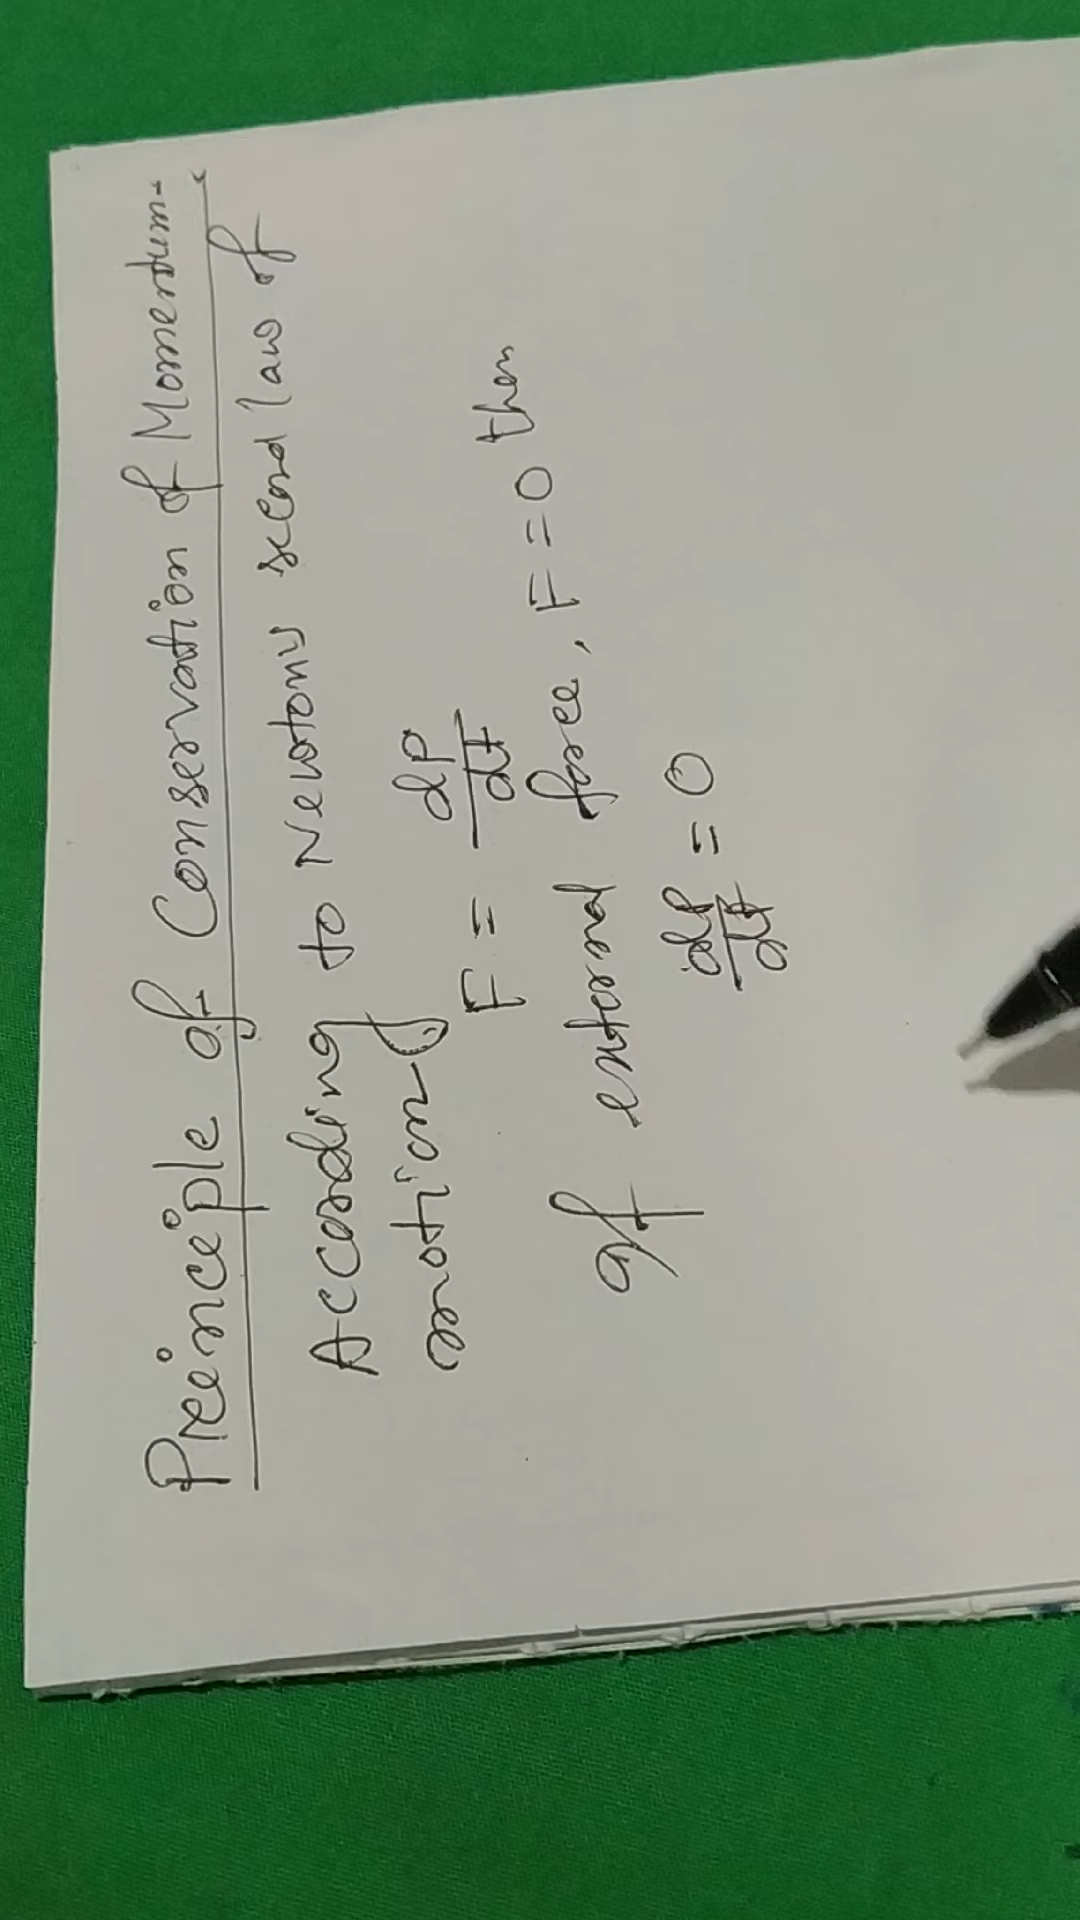 Principle of Conservation of Momentum.
According to Newtons second law of
motion
F = dp/dt
If external force, F = 0 then
dp/dt = 0